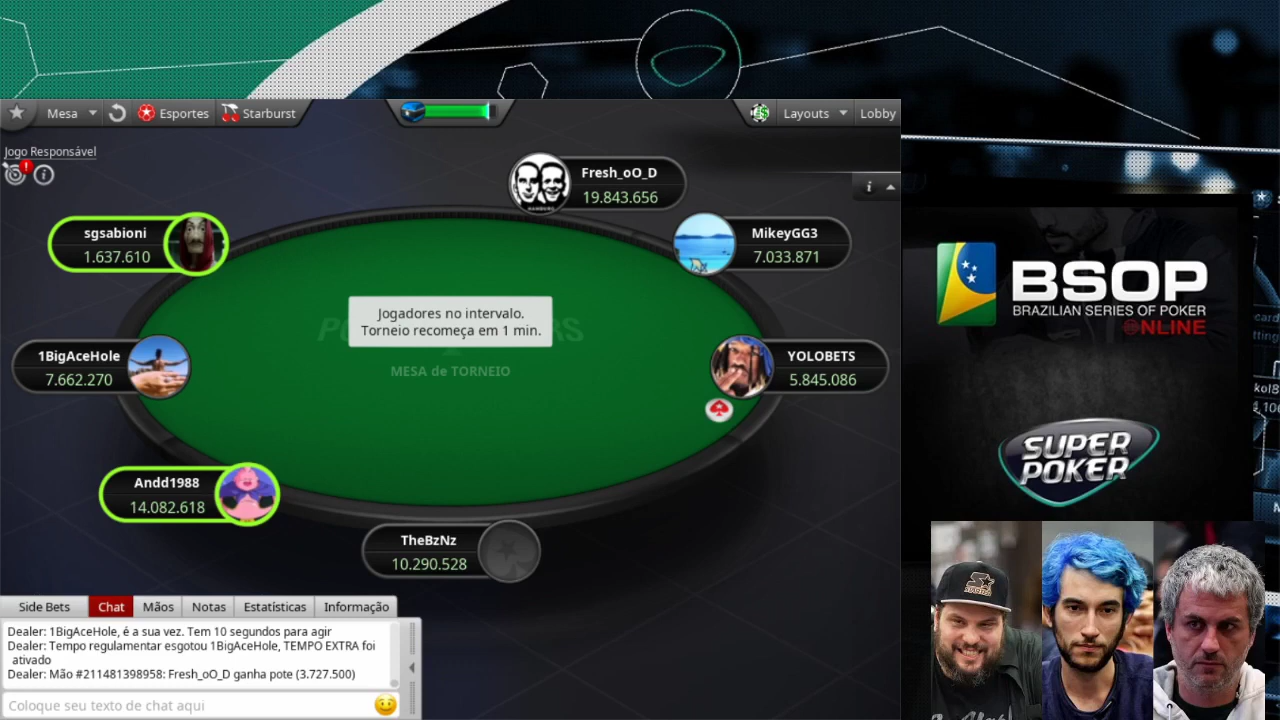 Mesa
Esportes
Starburst
Layouts
Lobby
Jogo Responsável
Fresh_oO_D
19.843.656
sgsabioni
1.637.610
MikeyGG3
7.033.871
Jogadores no intervalo.
Torneio recomeça em 1 min.
MESA de TORNEIO
1BigAceHole
7.662.270
YOLOBETS
5.845.086
Andd1988
14.082.618
TheBzNz
10.290.528
BSOP
BRAZILIAN SERIES OF POKER
ONLINE
SUPER
POKER
Side Bets
Chat
Mãos
Notas
Estatísticas
Informação
Dealer: 1BigAceHole, é a sua vez. Tem 10 segundos para agir
Dealer: Tempo regulamentar esgotou 1BigAceHole, TEMPO EXTRA foi
ativado
Dealer: Mão #211481398958: Fresh_oO_D ganha pote (3.727.500)
Coloque seu texto de chat aqui